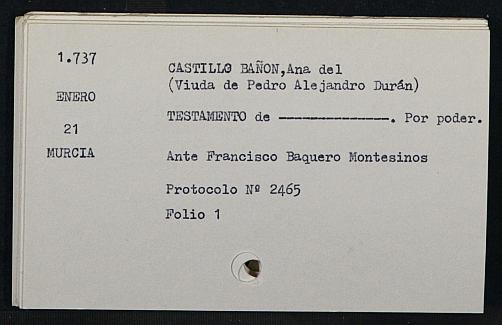 1.737
CASTILLO BAÑON,Ana del
(Viuda de Pedro Alejandro Durán)
ENERO
TESTAMENTO de ---------------. Por poder.
21
MURCIA
Ante Francisco Baquero Montesinos
Protocolo Nº 2465
Folio 1